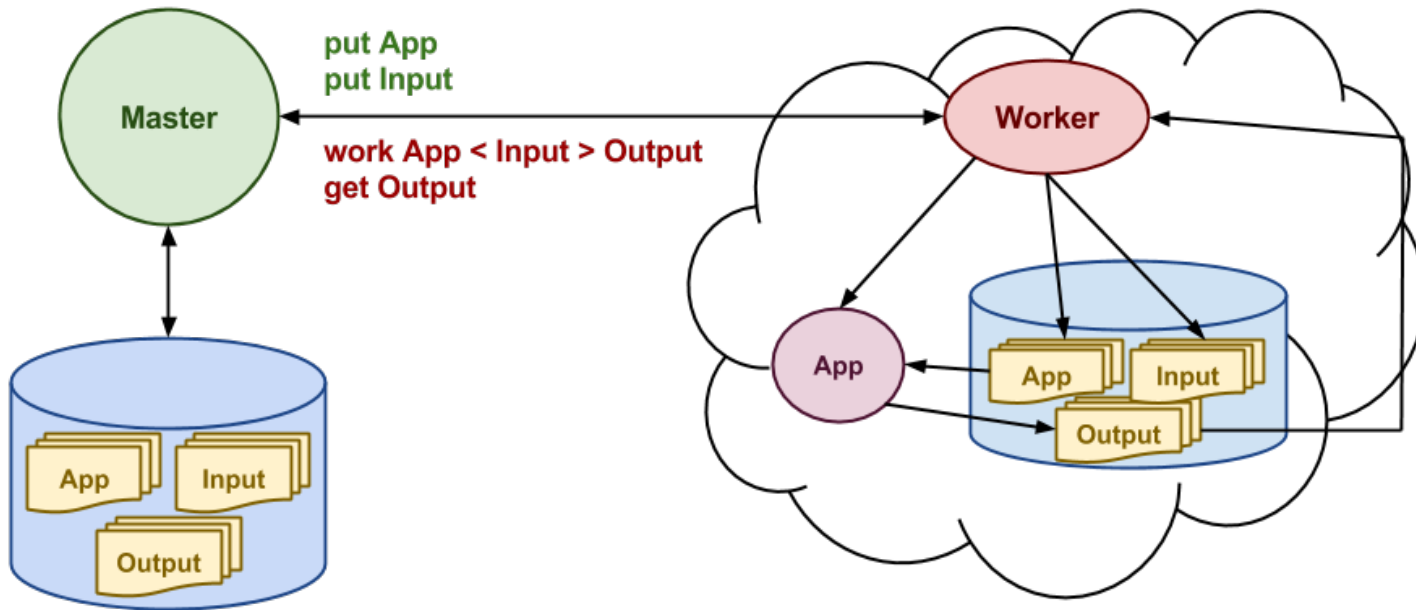 put App
put Input
Master
Worker
work App < Input > Output
get Output
App
App
Input
Output
App
Input
Output